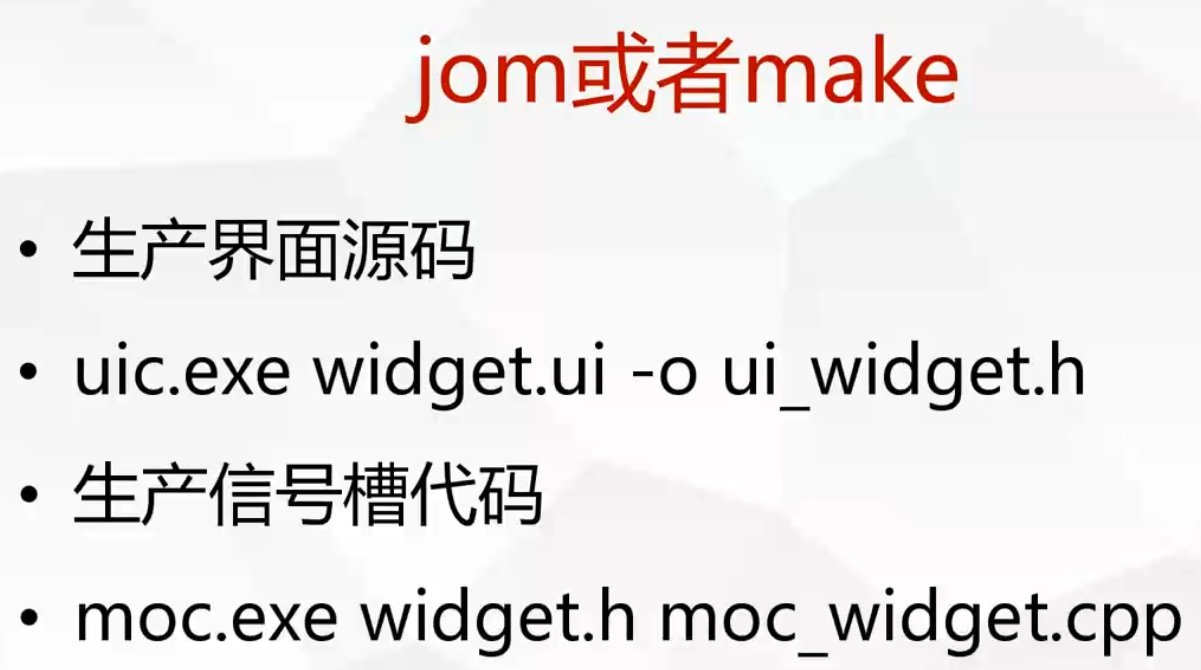 jom或者make
• 生产界面源码
• uic.exe widget.ui -o ui_widget.h
• 生产信号槽代码
• moc.exe widget.h moc_widget.cpp